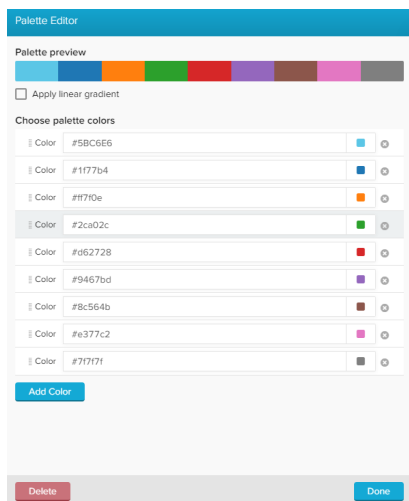 Palette Editor
Palette preview
Apply linear gradient
Choose palette colors
Color #5BC6E6
Color #1f77b4
Color #ff7f0e
Color #2ca02c
Color #d62728
Color #9467bd
Color #8c564b
Color #e377c2
Color #7f7f7f
Add Color
Delete Done